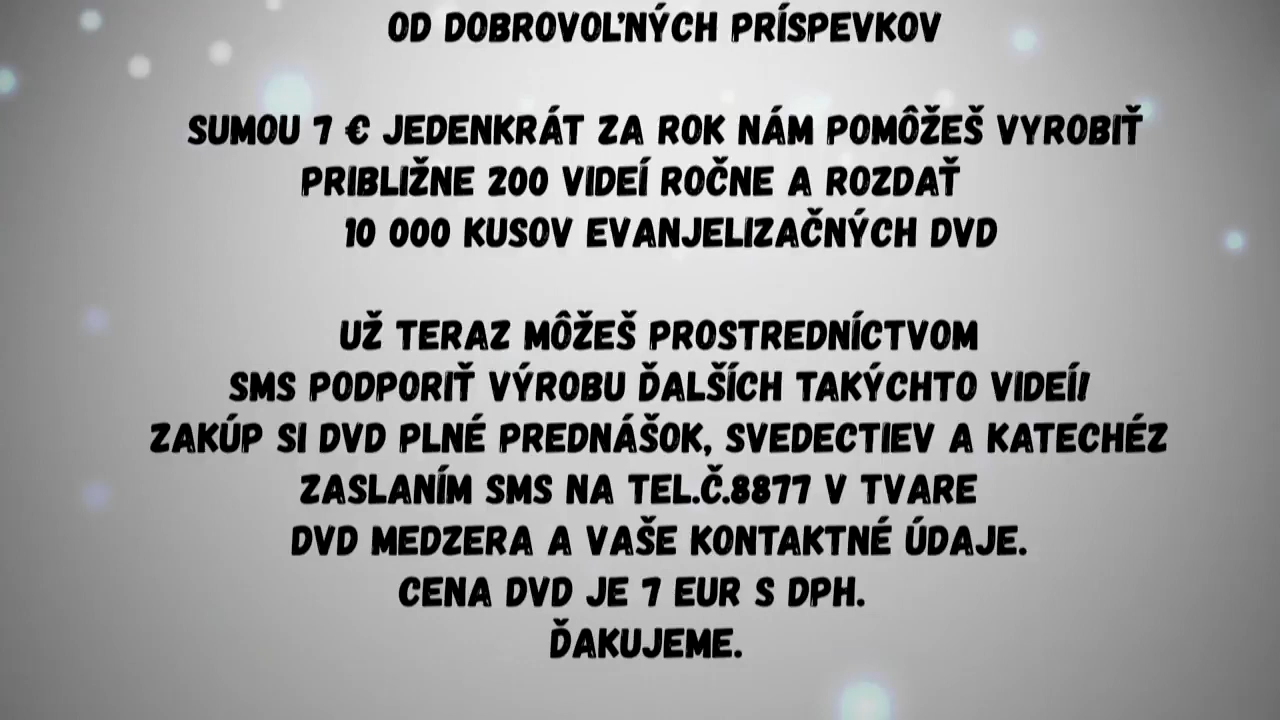 OD DOBROVOĽNÝCH PRÍSPEVKOV
SUMOU 7 € JEDENKRÁT ZA ROK NÁM POMÔŽEŠ VYROBIŤ
PRIBLIŽNE 200 VIDEÍ ROČNE A ROZDAŤ
10 000 KUSOV EVANJELIZAČNÝCH DVD
UŽ TERAZ MÔŽEŠ PROSTREDNÍCTVOM
SMS PODPORIŤ VÝROBU ĎALŠÍCH TAKÝCHTO VIDEÍ!
ZAKÚP SI DVD PLNÉ PREDNÁŠOK, SVEDECTIEV A KATECHÉZ
ZASLANÍM SMS NA TEL.Č.8877 V TVARE
DVD MEDZERA A VAŠE KONTAKTNÉ ÚDAJE.
CENA DVD JE 7 EUR S DPH.
ĎAKUJEME.